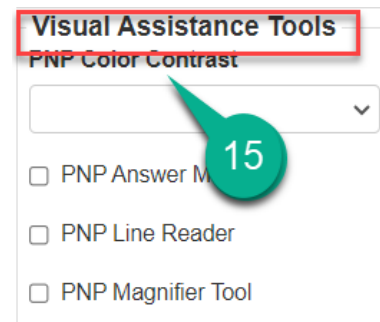 Visual Assistance Tools
PNP Color Contrast
15
PNP Answer M
PNP Line Reader
PNP Magnifier Tool